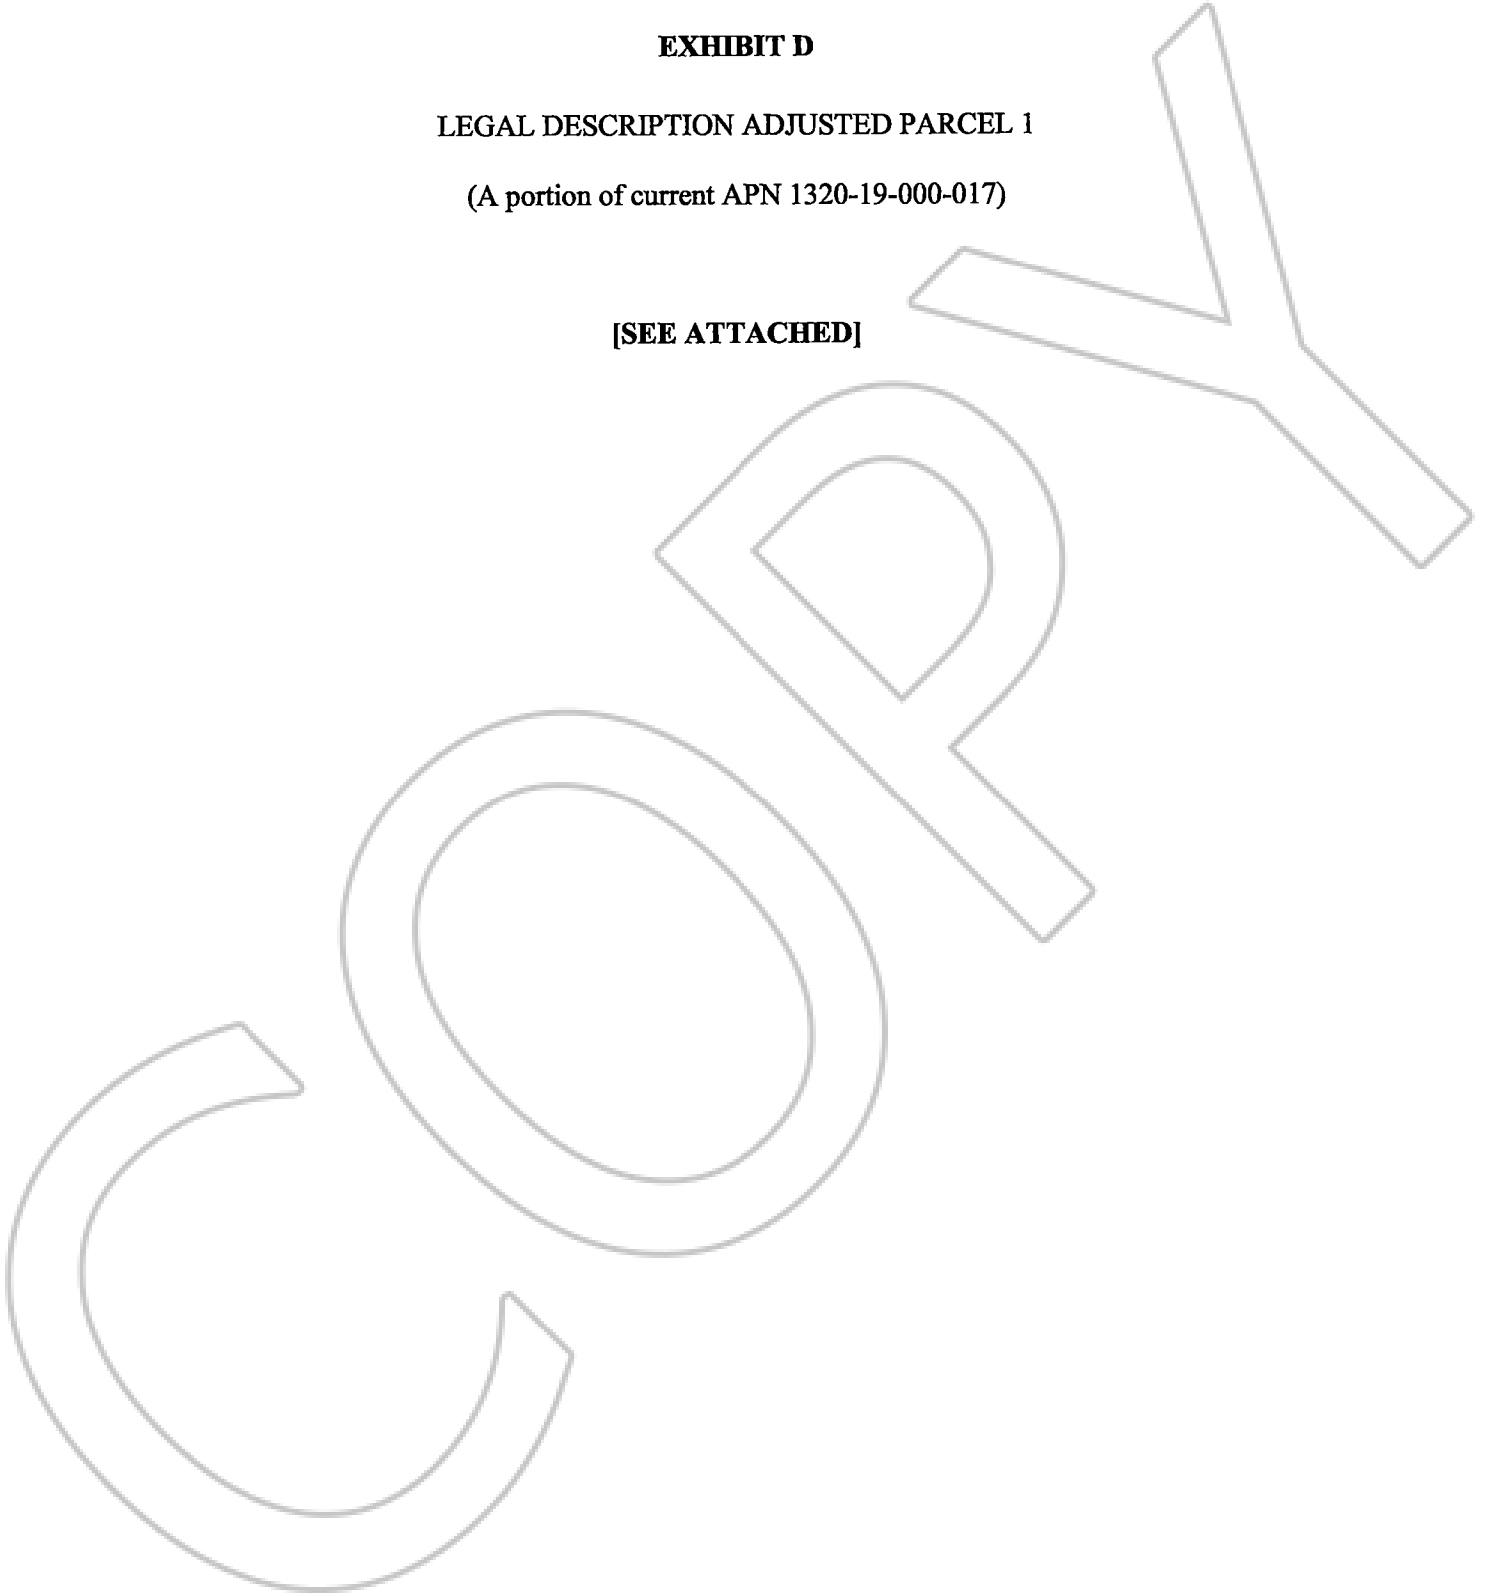 EXHIBIT D
LEGAL DESCRIPTION ADJUSTED PARCEL 1
(A portion of current APN 1320-19-000-017)
[SEE ATTACHED]
COPY